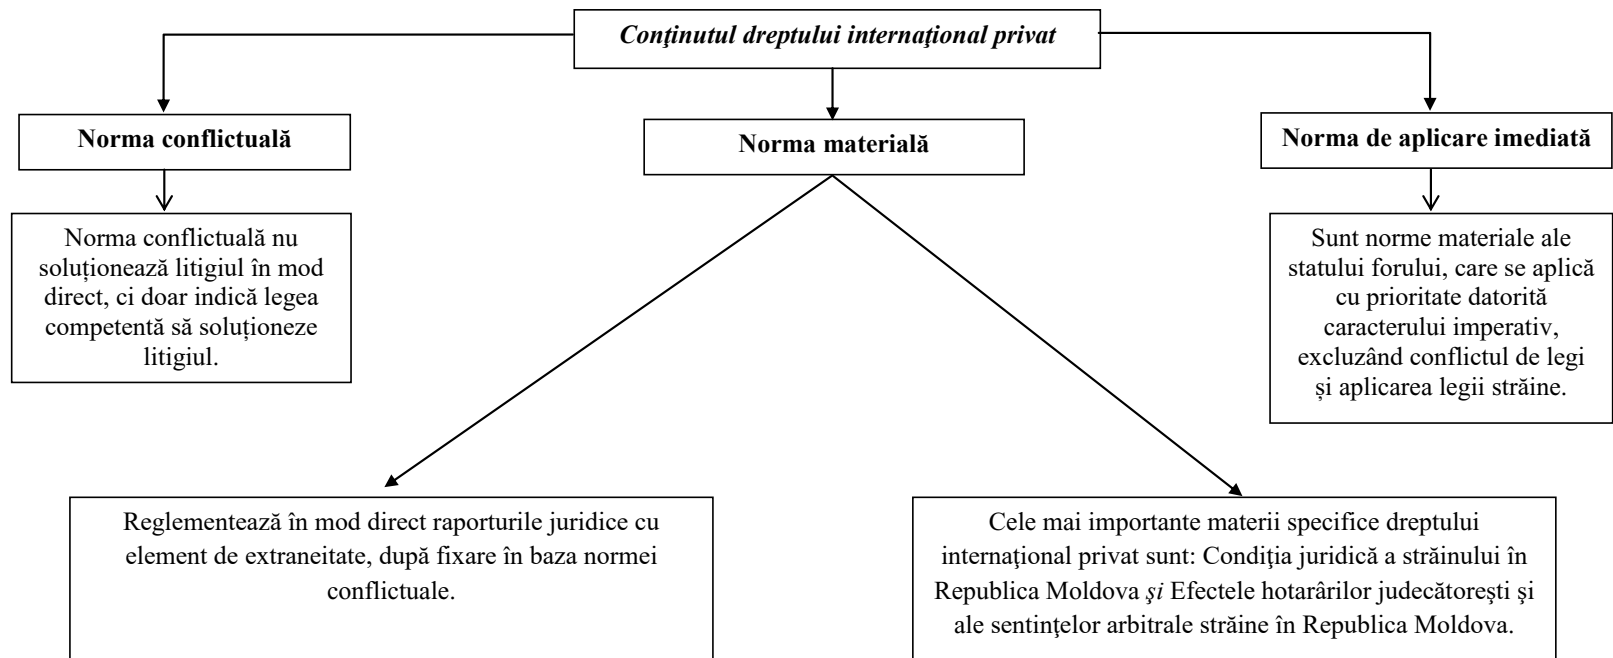 Conţinutul dreptului internaţional privat
Norma conflictuală
Norma materială
Norma de aplicare imediată
Norma conflictuală nu
soluționează litigiul în mod
direct, ci doar indică legea
competentă să soluționeze
litigiul.
Sunt norme materiale ale
statului forului, care se aplică
cu prioritate datorită
caracterului imperativ,
excluzând conflictul de legi
și aplicarea legii străine.
Reglementează în mod direct raporturile juridice cu
element de extraneitate, după fixare în baza normei
conflictuale.
Cele mai importante materii specifice dreptului
internaţional privat sunt: Condiţia juridică a străinului în
Republica Moldova şi Efectele hotarârilor judecătoreşti şi
ale sentinţelor arbitrale străine în Republica Moldova.